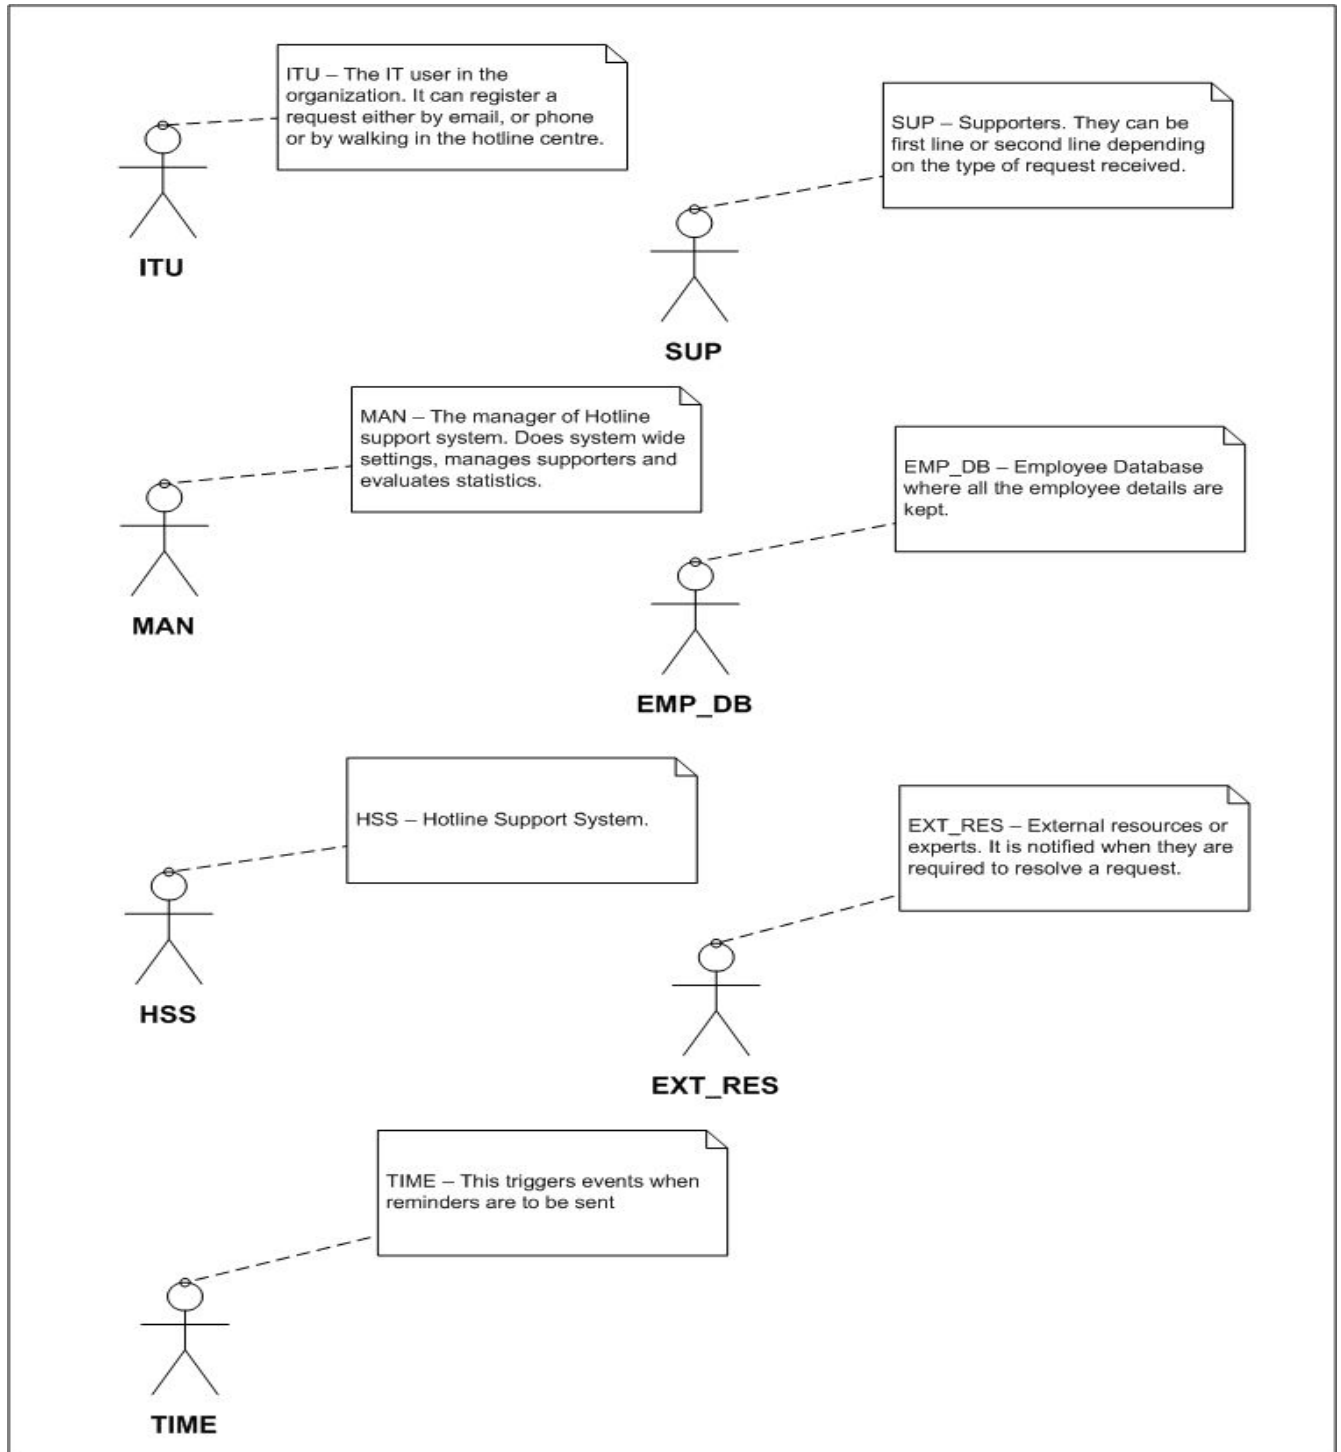 ITU – The IT user in the
organization. It can register a
request either by email, or phone
or by walking in the hotline centre.
ITU
SUP – Supporters. They can be
first line or second line depending
on the type of request received.
SUP
MAN – The manager of Hotline
support system. Does system wide
settings, manages supporters and
evaluates statistics.
MAN
EMP_DB – Employee Database
where all the employee details are
kept.
EMP_DB
HSS – Hotline Support System.
HSS
EXT_RES – External resources or
experts. It is notified when they are
required to resolve a request.
EXT_RES
TIME – This triggers events when
reminders are to be sent
TIME